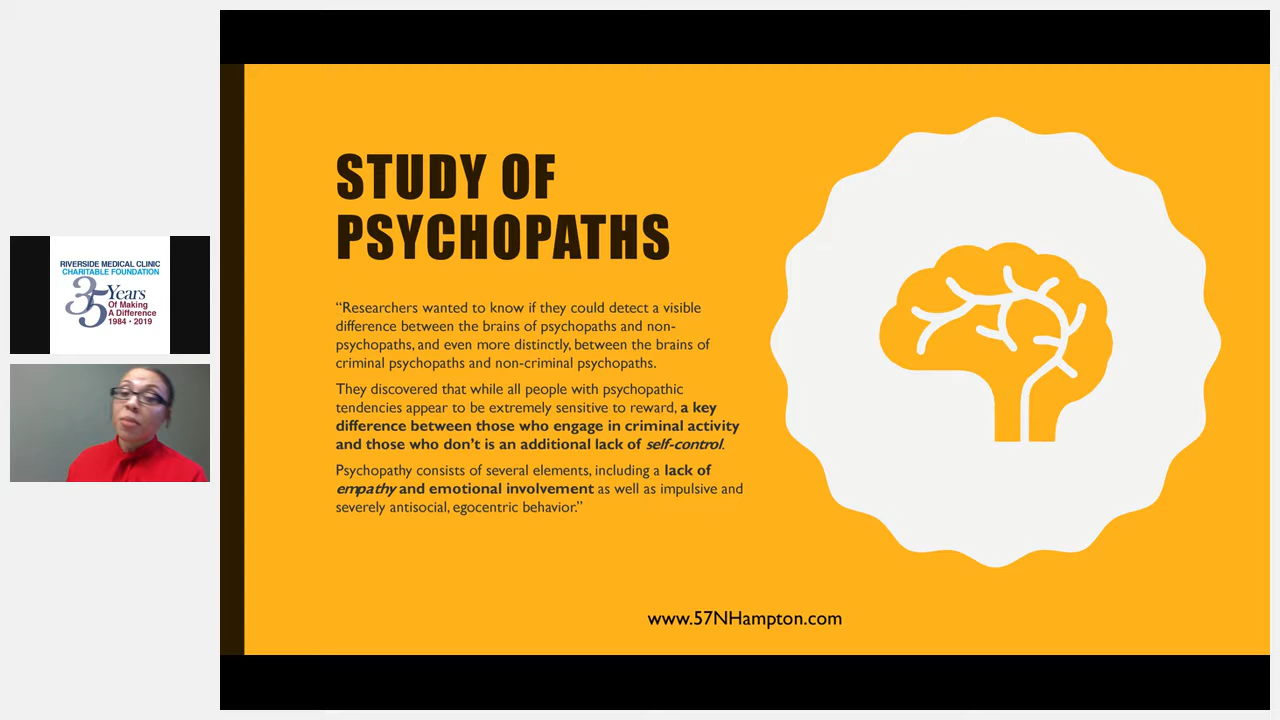 RIVERSIDE MEDICAL CLINIC
CHARITABLE FOUNDATION
35 Years
Of Making
A Difference
1984 • 2019
STUDY OF
PSYCHOPATHS
“Researchers wanted to know if they could detect a visible
difference between the brains of psychopaths and non-
psychopaths, and even more distinctly, between the brains of
criminal psychopaths and non-criminal psychopaths.
They discovered that while all people with psychopathic
tendencies appear to be extremely sensitive to reward, a key
difference between those who engage in criminal activity
and those who don’t is an additional lack of self-control.
Psychopathy consists of several elements, including a lack of
empathy and emotional involvement as well as impulsive and
severely antisocial, egocentric behavior.”
www.57NHampton.com